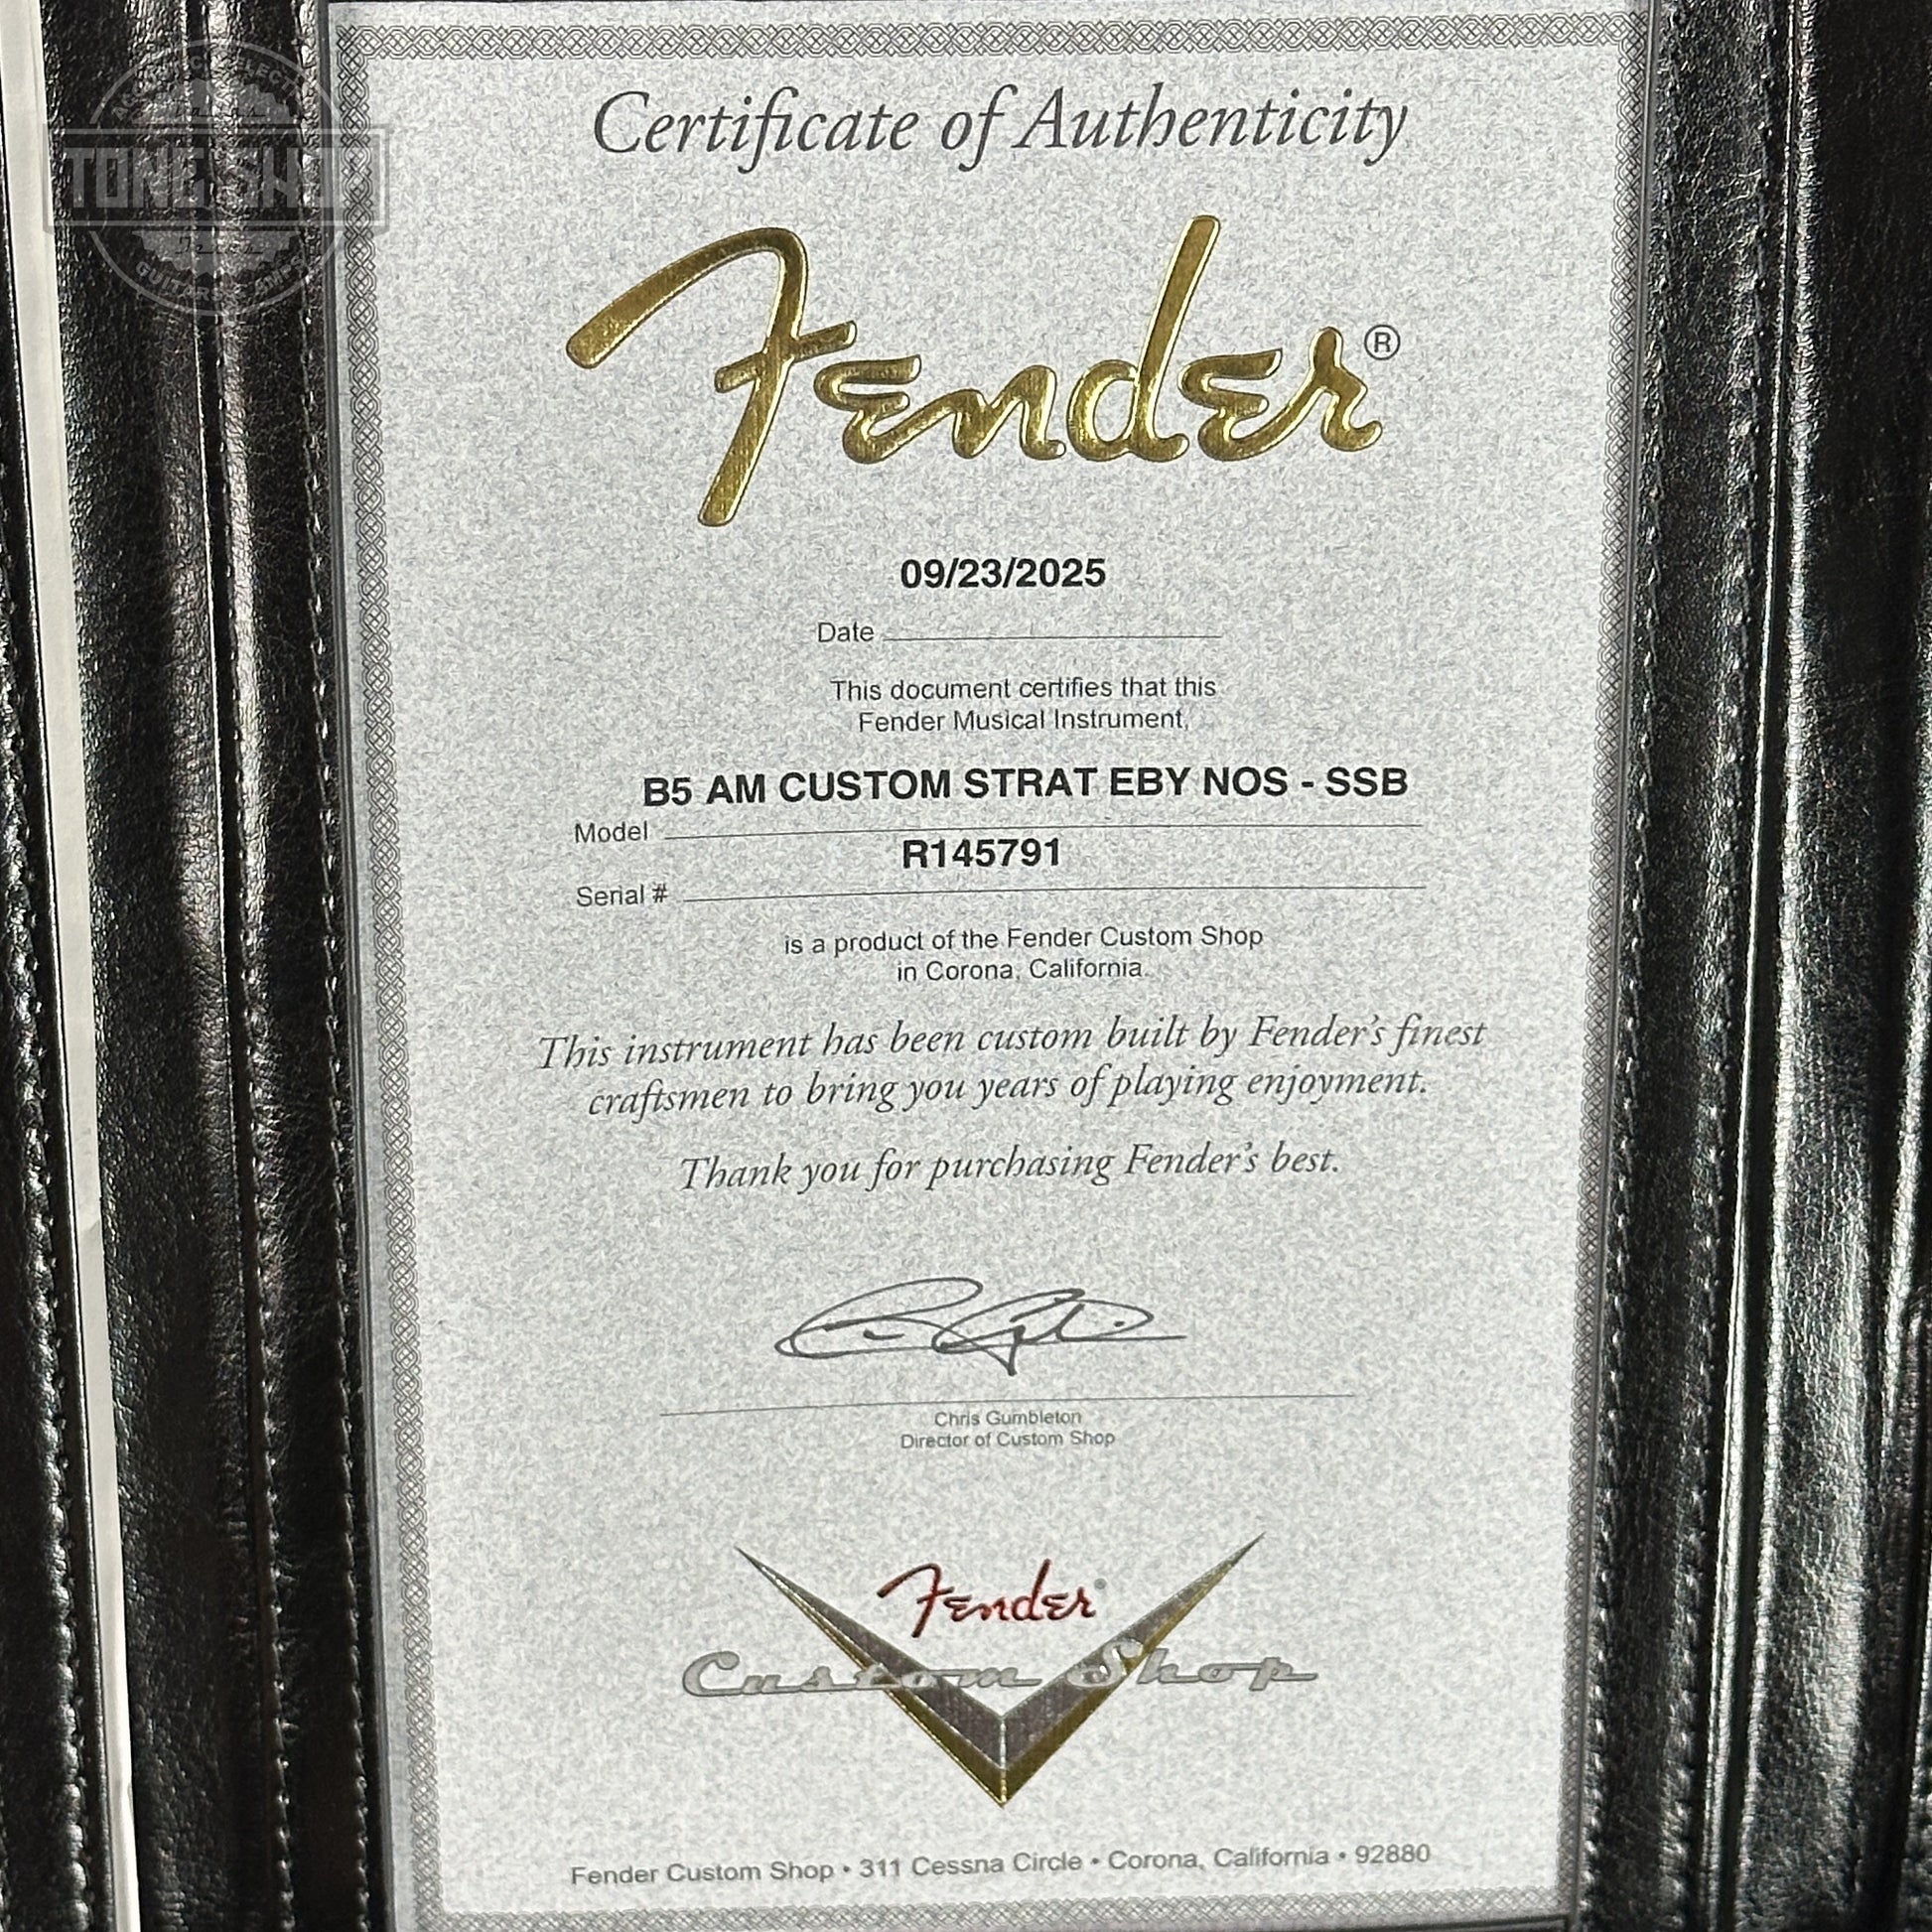 TONE SHOP
Certificate of Authenticity
Fender®
09/23/2025
Date
This document certifies that this
Fender Musical Instrument,
B5 AM CUSTOM STRAT EBY NOS - SSB
Model
R145791
Serial #
is a product of the Fender Custom Shop
in Corona, California.
This instrument has been custom built by Fender's finest
craftsmen to bring you years of playing enjoyment.
Thank you for purchasing Fender's best.
Chris Gumbleton
Director of Custom Shop
Fender®
Custom Shop
Fender Custom Shop • 311 Cessna Circle • Corona, California • 92880